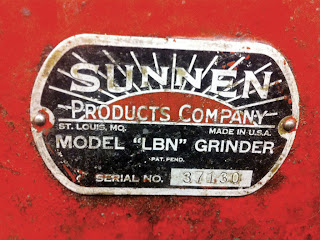 SUNNEN
PRODUCTS COMPANY
ST. LOUIS, MO. MADE IN U.S.A.
MODEL "LBN" GRINDER
PAT. PEND.
SERIAL NO. 37130